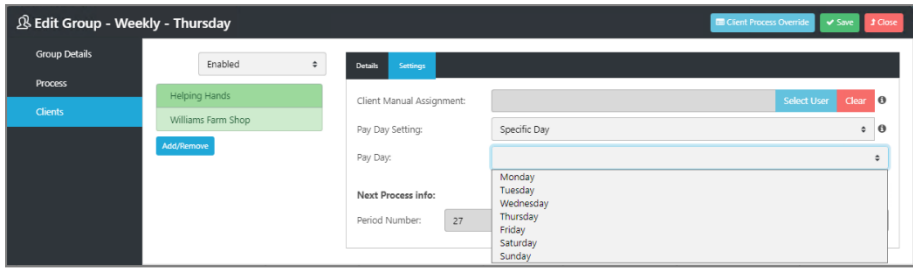 Edit Group - Weekly - Thursday
Client Process Override
Save
Close
Group Details
Process
Clients
Enabled
Helping Hands
Williams Farm Shop
Add/Remove
Details
Settings
Client Manual Assignment:
Select User
Clear
Pay Day Setting:
Specific Day
Pay Day:
Monday
Tuesday
Wednesday
Thursday
Friday
Saturday
Sunday
Next Process info:
Period Number:
27